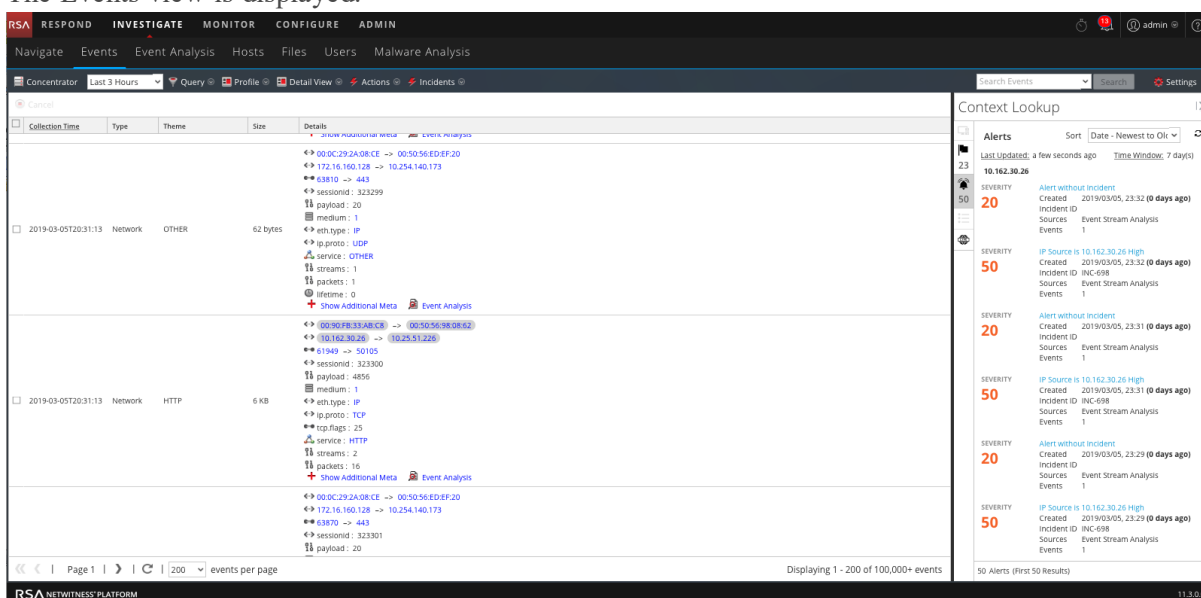 The Events view is displayed.
RSA RESPOND INVESTIGATE MONITOR CONFIGURE ADMIN 13 admin
Navigate Events Event Analysis Hosts Files Users Malware Analysis
Concentrator Last 3 Hours Query Profile Detail View Actions Incidents Search Events Search Settings
Cancel
Collection Time Type Theme Size Details
Show Additional Meta Event Analysis
00:0C:29:2A:08:CE -> 00:50:56:ED:EF:20
172.16.160.128 -> 10.254.140.173
63810 -> 443
sessionid : 323299
payload : 20
medium : 1
2019-03-05T20:31:13 Network OTHER 62 bytes
eth.type : IP
ip.proto : UDP
service : OTHER
streams : 1
packets : 1
lifetime : 0
Show Additional Meta Event Analysis
00:90:FB:33:AB:C8 -> 00:50:56:98:08:62
10.162.30.26 -> 10.25.51.226
61949 -> 50105
sessionid : 323300
payload : 4856
medium : 1
2019-03-05T20:31:13 Network HTTP 6 KB
eth.type : IP
ip.proto : TCP
tcp.flags : 25
service : HTTP
streams : 2
packets : 16
Show Additional Meta Event Analysis
00:0C:29:2A:08:CE -> 00:50:56:ED:EF:20
172.16.160.128 -> 10.254.140.173
63870 -> 443
sessionid : 323301
payload : 20
Page 1 200 events per page Displaying 1 - 200 of 100,000+ events
Context Lookup
Alerts Sort Date - Newest to Olc
Last Updated: a few seconds ago Time Window: 7 day(s)
23
50
10.162.30.26
SEVERITY Alert without Incident
20 Created 2019/03/05, 23:32 (0 days ago)
Incident ID
Sources Event Stream Analysis
Events 1
SEVERITY IP Source is 10.162.30.26 High
50 Created 2019/03/05, 23:32 (0 days ago)
Incident ID INC-698
Sources Event Stream Analysis
Events 1
SEVERITY Alert without Incident
20 Created 2019/03/05, 23:31 (0 days ago)
Incident ID
Sources Event Stream Analysis
Events 1
SEVERITY IP Source is 10.162.30.26 High
50 Created 2019/03/05, 23:31 (0 days ago)
Incident ID INC-698
Sources Event Stream Analysis
Events 1
SEVERITY Alert without Incident
20 Created 2019/03/05, 23:29 (0 days ago)
Incident ID
Sources Event Stream Analysis
Events 1
SEVERITY IP Source is 10.162.30.26 High
50 Created 2019/03/05, 23:29 (0 days ago)
Incident ID INC-698
Sources Event Stream Analysis
Events 1
50 Alerts (First 50 Results)
RSA NETWITNESS PLATFORM 11.3.0.